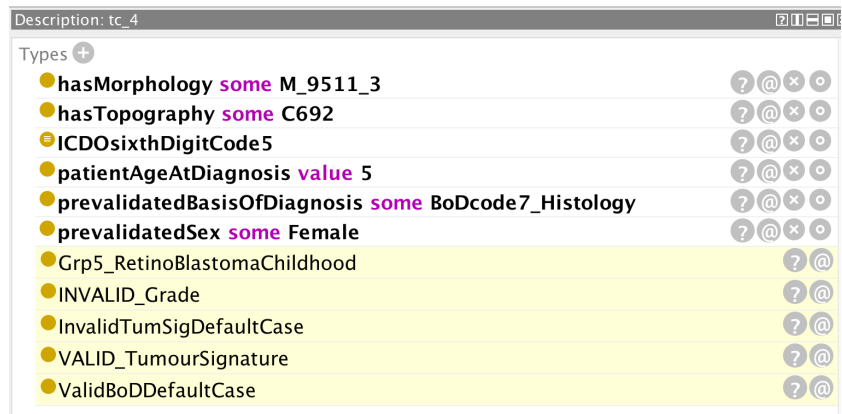 Description: tc_4
Types
hasMorphology some M_9511_3
hasTopography some C692
ICDOsixthDigitCode5
patientAgeAtDiagnosis value 5
prevalidatedBasisOfDiagnosis some BoDcode7_Histology
prevalidatedSex some Female
Grp5_RetinoBlastomaChildhood
INVALID_Grade
InvalidTumSigDefaultCase
VALID_TumourSignature
ValidBoDDefaultCase